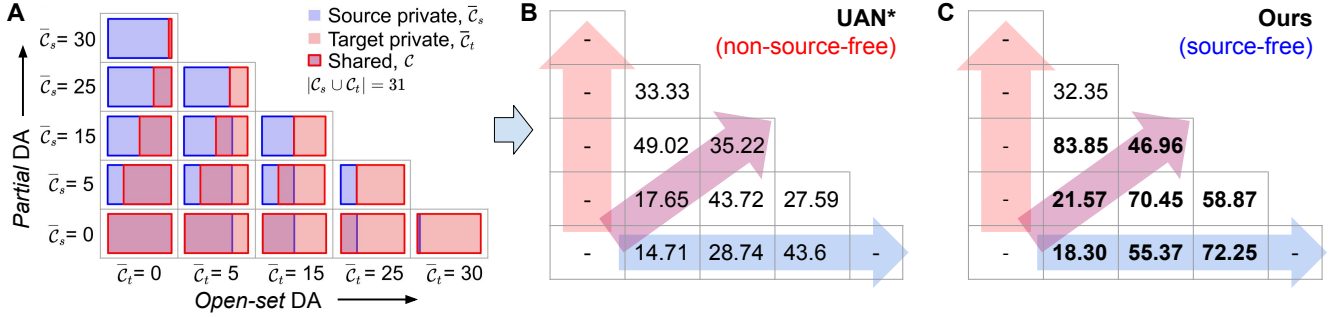 A
Source private, C̄ₛ
Target private, C̄ₜ
Shared, C
|Cₛ ∪ Cₜ| = 31
Partial DA
C̄ₛ = 30
C̄ₛ = 25
C̄ₛ = 15
C̄ₛ = 5
C̄ₛ = 0
C̄ₜ = 0 C̄ₜ = 5 C̄ₜ = 15 C̄ₜ = 25 C̄ₜ = 30
Open-set DA
B UAN*
(non-source-free)
-
- 33.33
- 49.02 35.22
- 17.65 43.72 27.59
- 14.71 28.74 43.6 -
C Ours
(source-free)
-
- 32.35
- 83.85 46.96
- 21.57 70.45 58.87
- 18.30 55.37 72.25 -